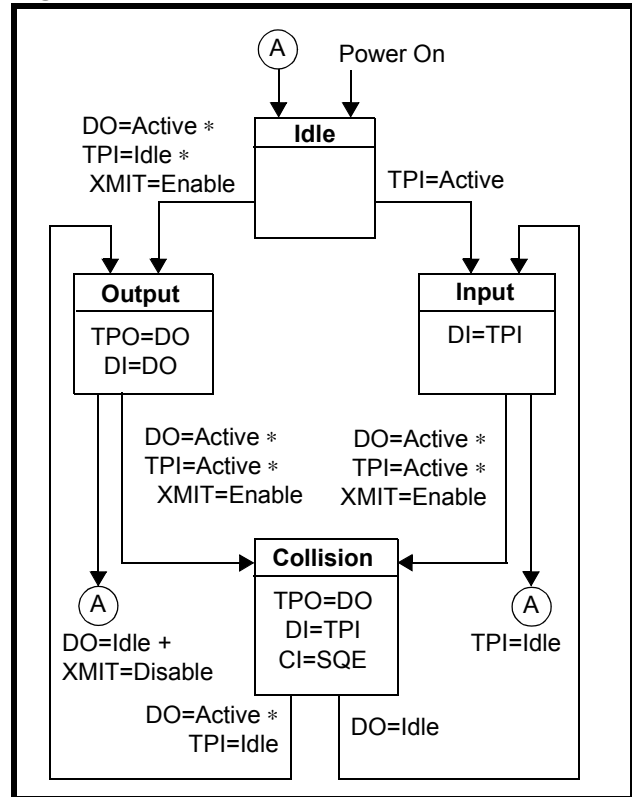 A
Power On
Idle
DO=Active *
TPI=Idle *
XMIT=Enable
TPI=Active
Output
TPO=DO
DI=DO
Input
DI=TPI
DO=Active *
TPI=Active *
XMIT=Enable
DO=Active *
TPI=Active *
XMIT=Enable
Collision
TPO=DO
DI=TPI
CI=SQE
A
DO=Idle +
XMIT=Disable
A
TPI=Idle
DO=Active *
TPI=Idle
DO=Idle